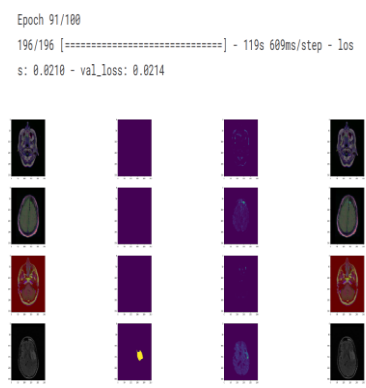 Epoch 91/100
196/196 [==============================] - 119s 609ms/step - los
s: 0.0210 - val_loss: 0.0214